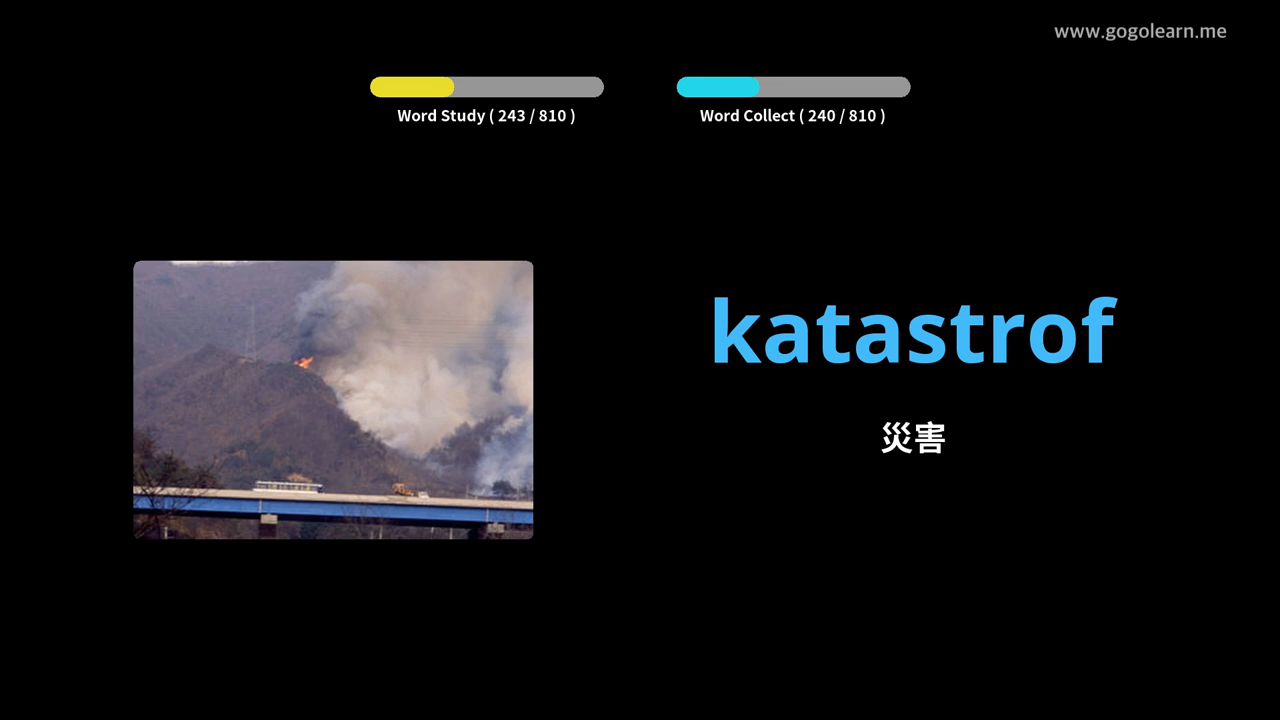 www.gogolearn.me
Word Study ( 243 / 810 )
Word Collect ( 240 / 810 )
katastrof
災害